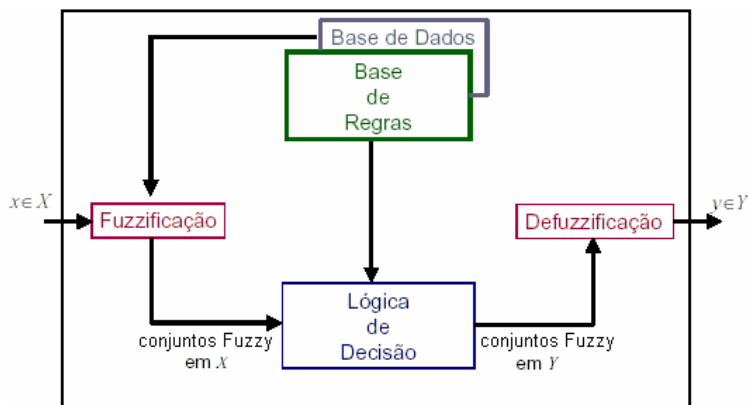 Base de Dados
Base
de
Regras
x∈X
Fuzzificação
Defuzzificação
y∈Y
Lógica
de
Decisão
conjuntos Fuzzy
em X
conjuntos Fuzzy
em Y